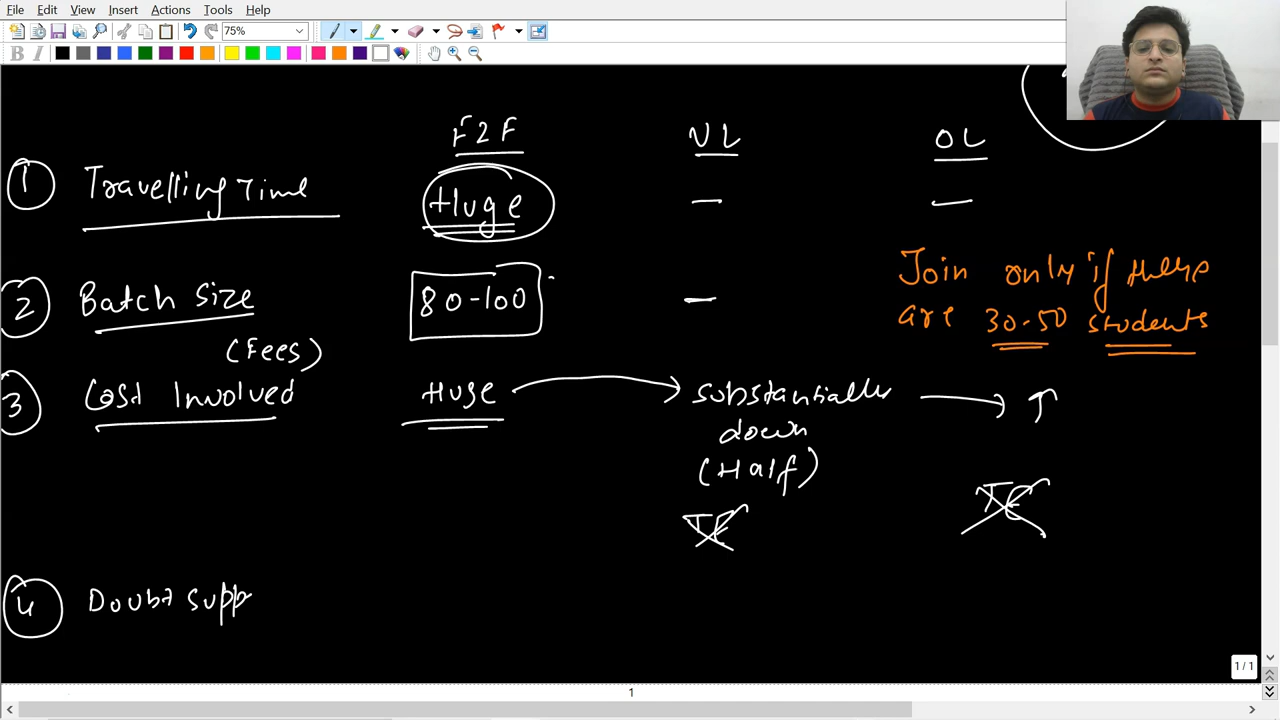 File Edit View Insert Actions Tools Help
75%
B I
F2F VL OL
1 Travelling Time Huge — —
2 Batch Size 80-100 — Join only if there
are 30-50 students
(Fees)
3 Cost Involved Huge → substantially → ↑
down
(Half)
TE TE
4 Doubt Supp
1 / 1
1